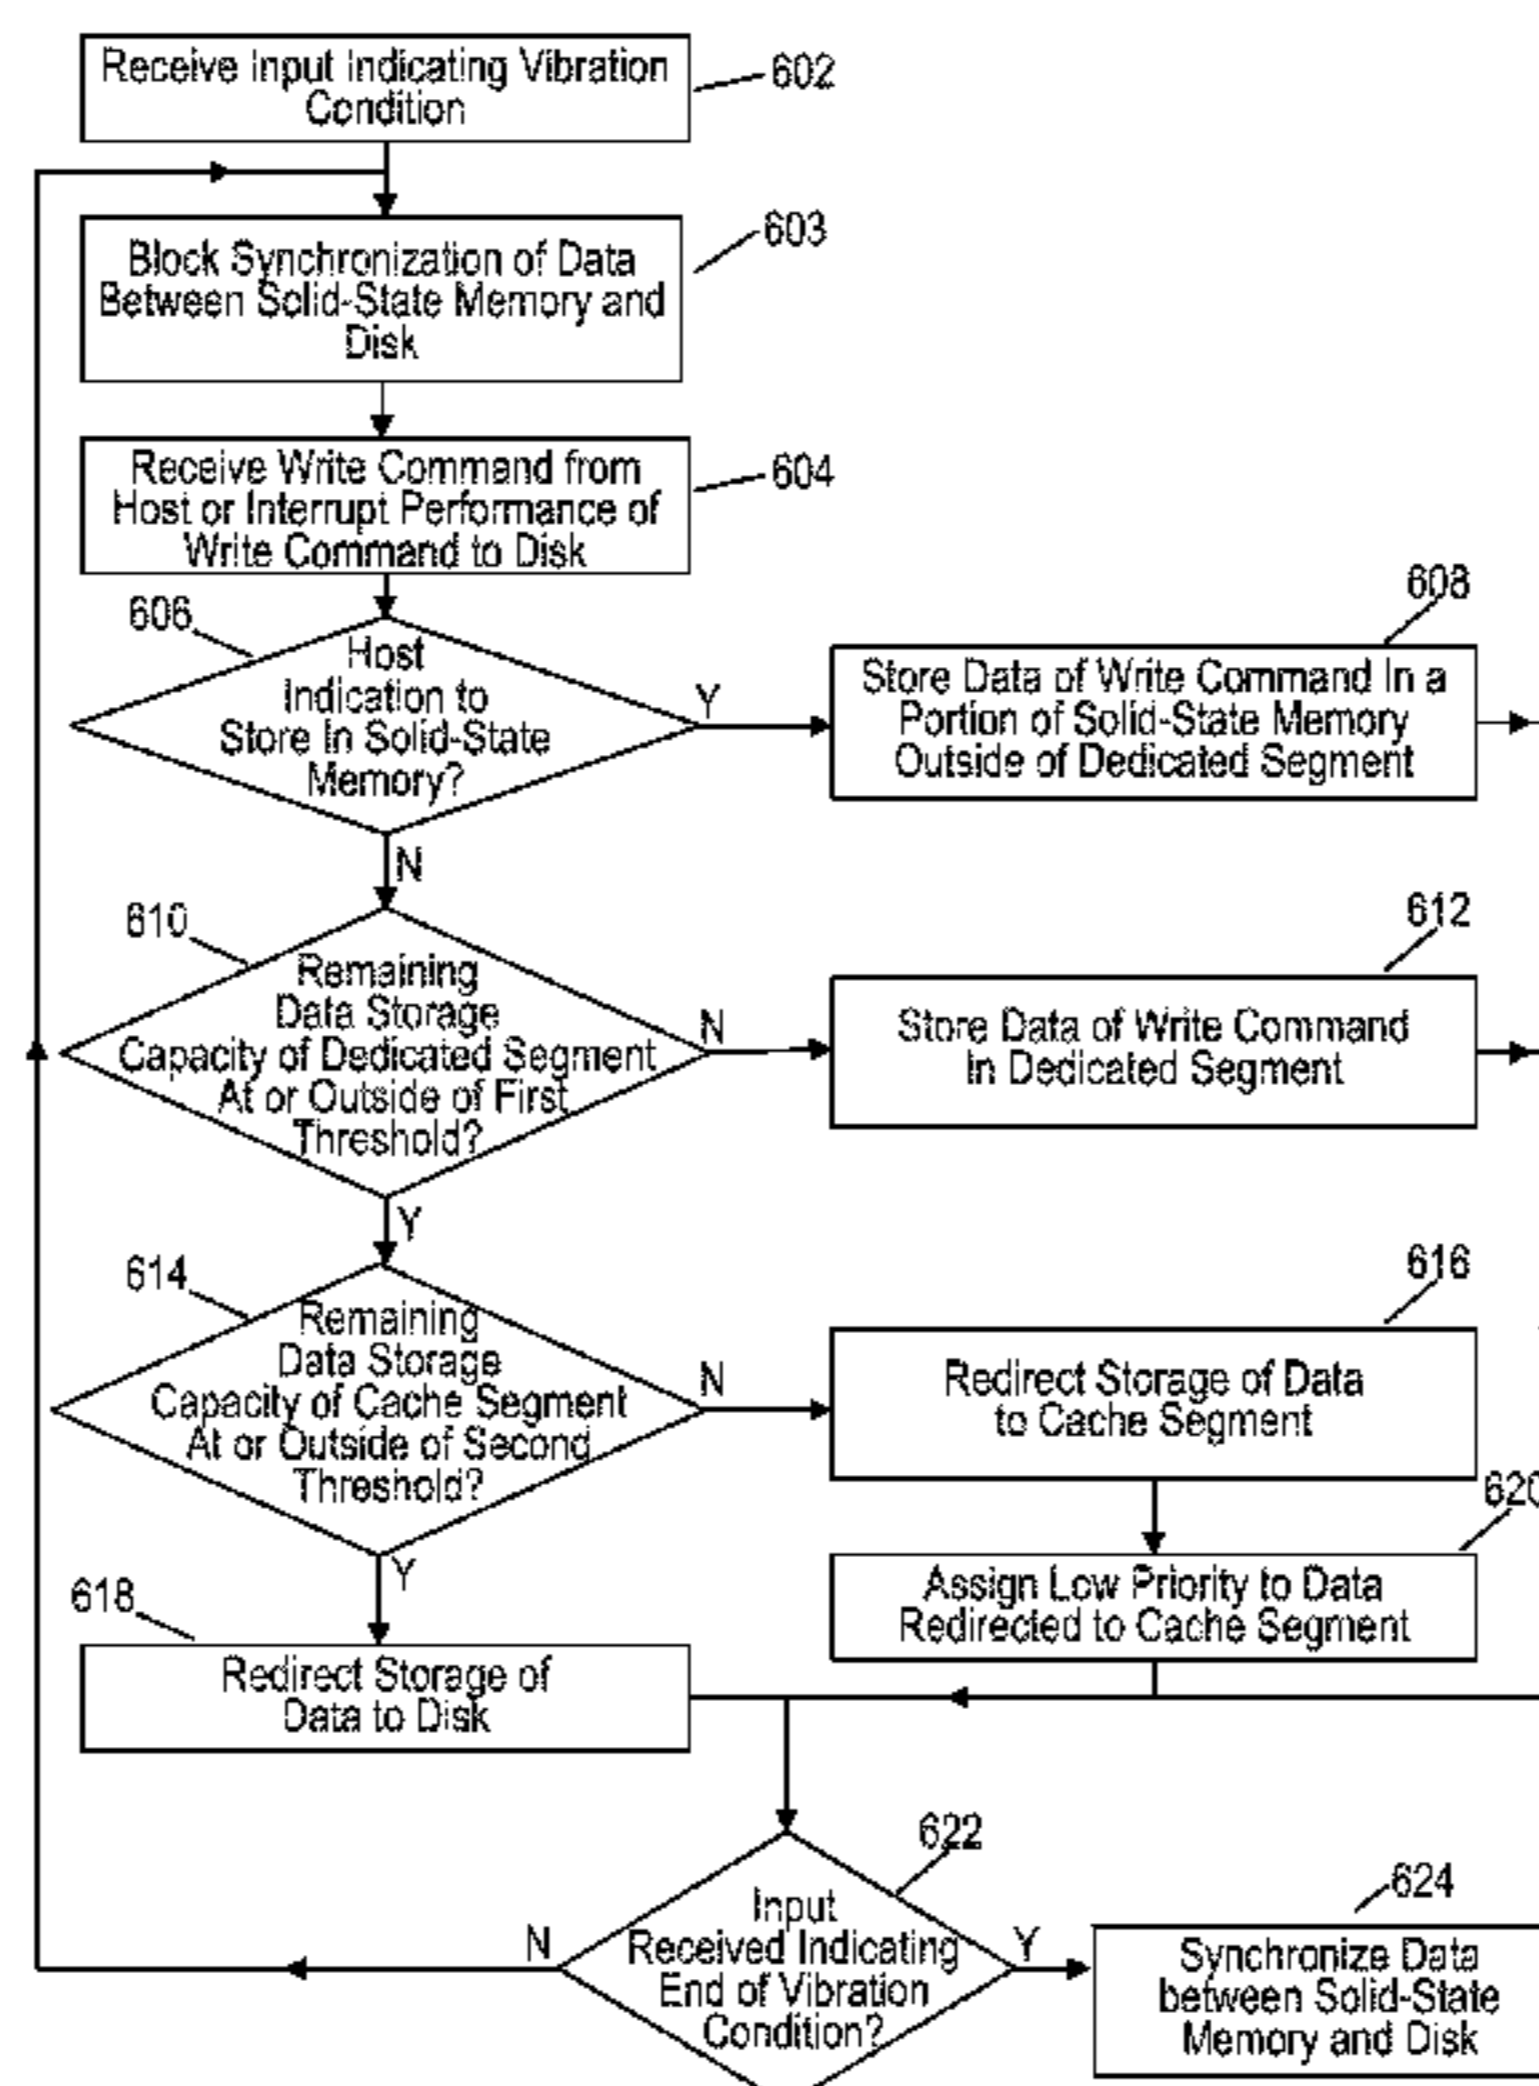 Receive Input Indicating Vibration
Condition
602
Block Synchronization of Data
Between Solid-State Memory and
Disk
603
Receive Write Command from
Host or Interrupt Performance of
Write Command to Disk
604
606
Host
Indication to
Store In Solid-State
Memory?
Y
N
608
Store Data of Write Command In a
Portion of Solid-State Memory
Outside of Dedicated Segment
610
Remaining
Data Storage
Capacity of Dedicated Segment
At or Outside of First
Threshold?
N
Y
612
Store Data of Write Command
In Dedicated Segment
614
Remaining
Data Storage
Capacity of Cache Segment
At or Outside of Second
Threshold?
N
Y
616
Redirect Storage of Data
to Cache Segment
620
Assign Low Priority to Data
Redirected to Cache Segment
618
Redirect Storage of
Data to Disk
622
Input
Received Indicating
End of Vibration
Condition?
N
Y
624
Synchronize Data
between Solid-State
Memory and Disk